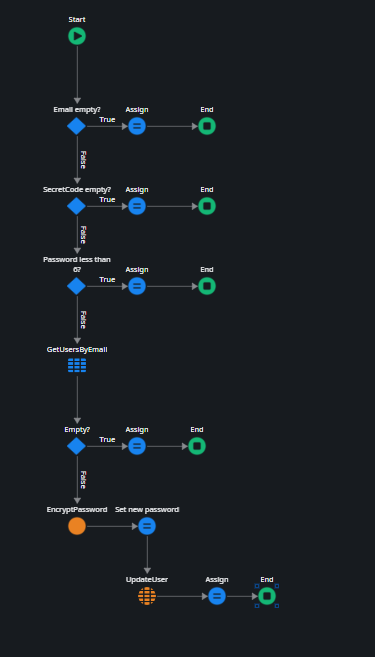 Start
Email empty?
Assign
End
True
False
SecretCode empty?
Assign
End
True
False
Password less than
6?
Assign
End
True
False
GetUsersByEmail
Empty?
Assign
End
True
False
EncryptPassword
Set new password
UpdateUser
Assign
End